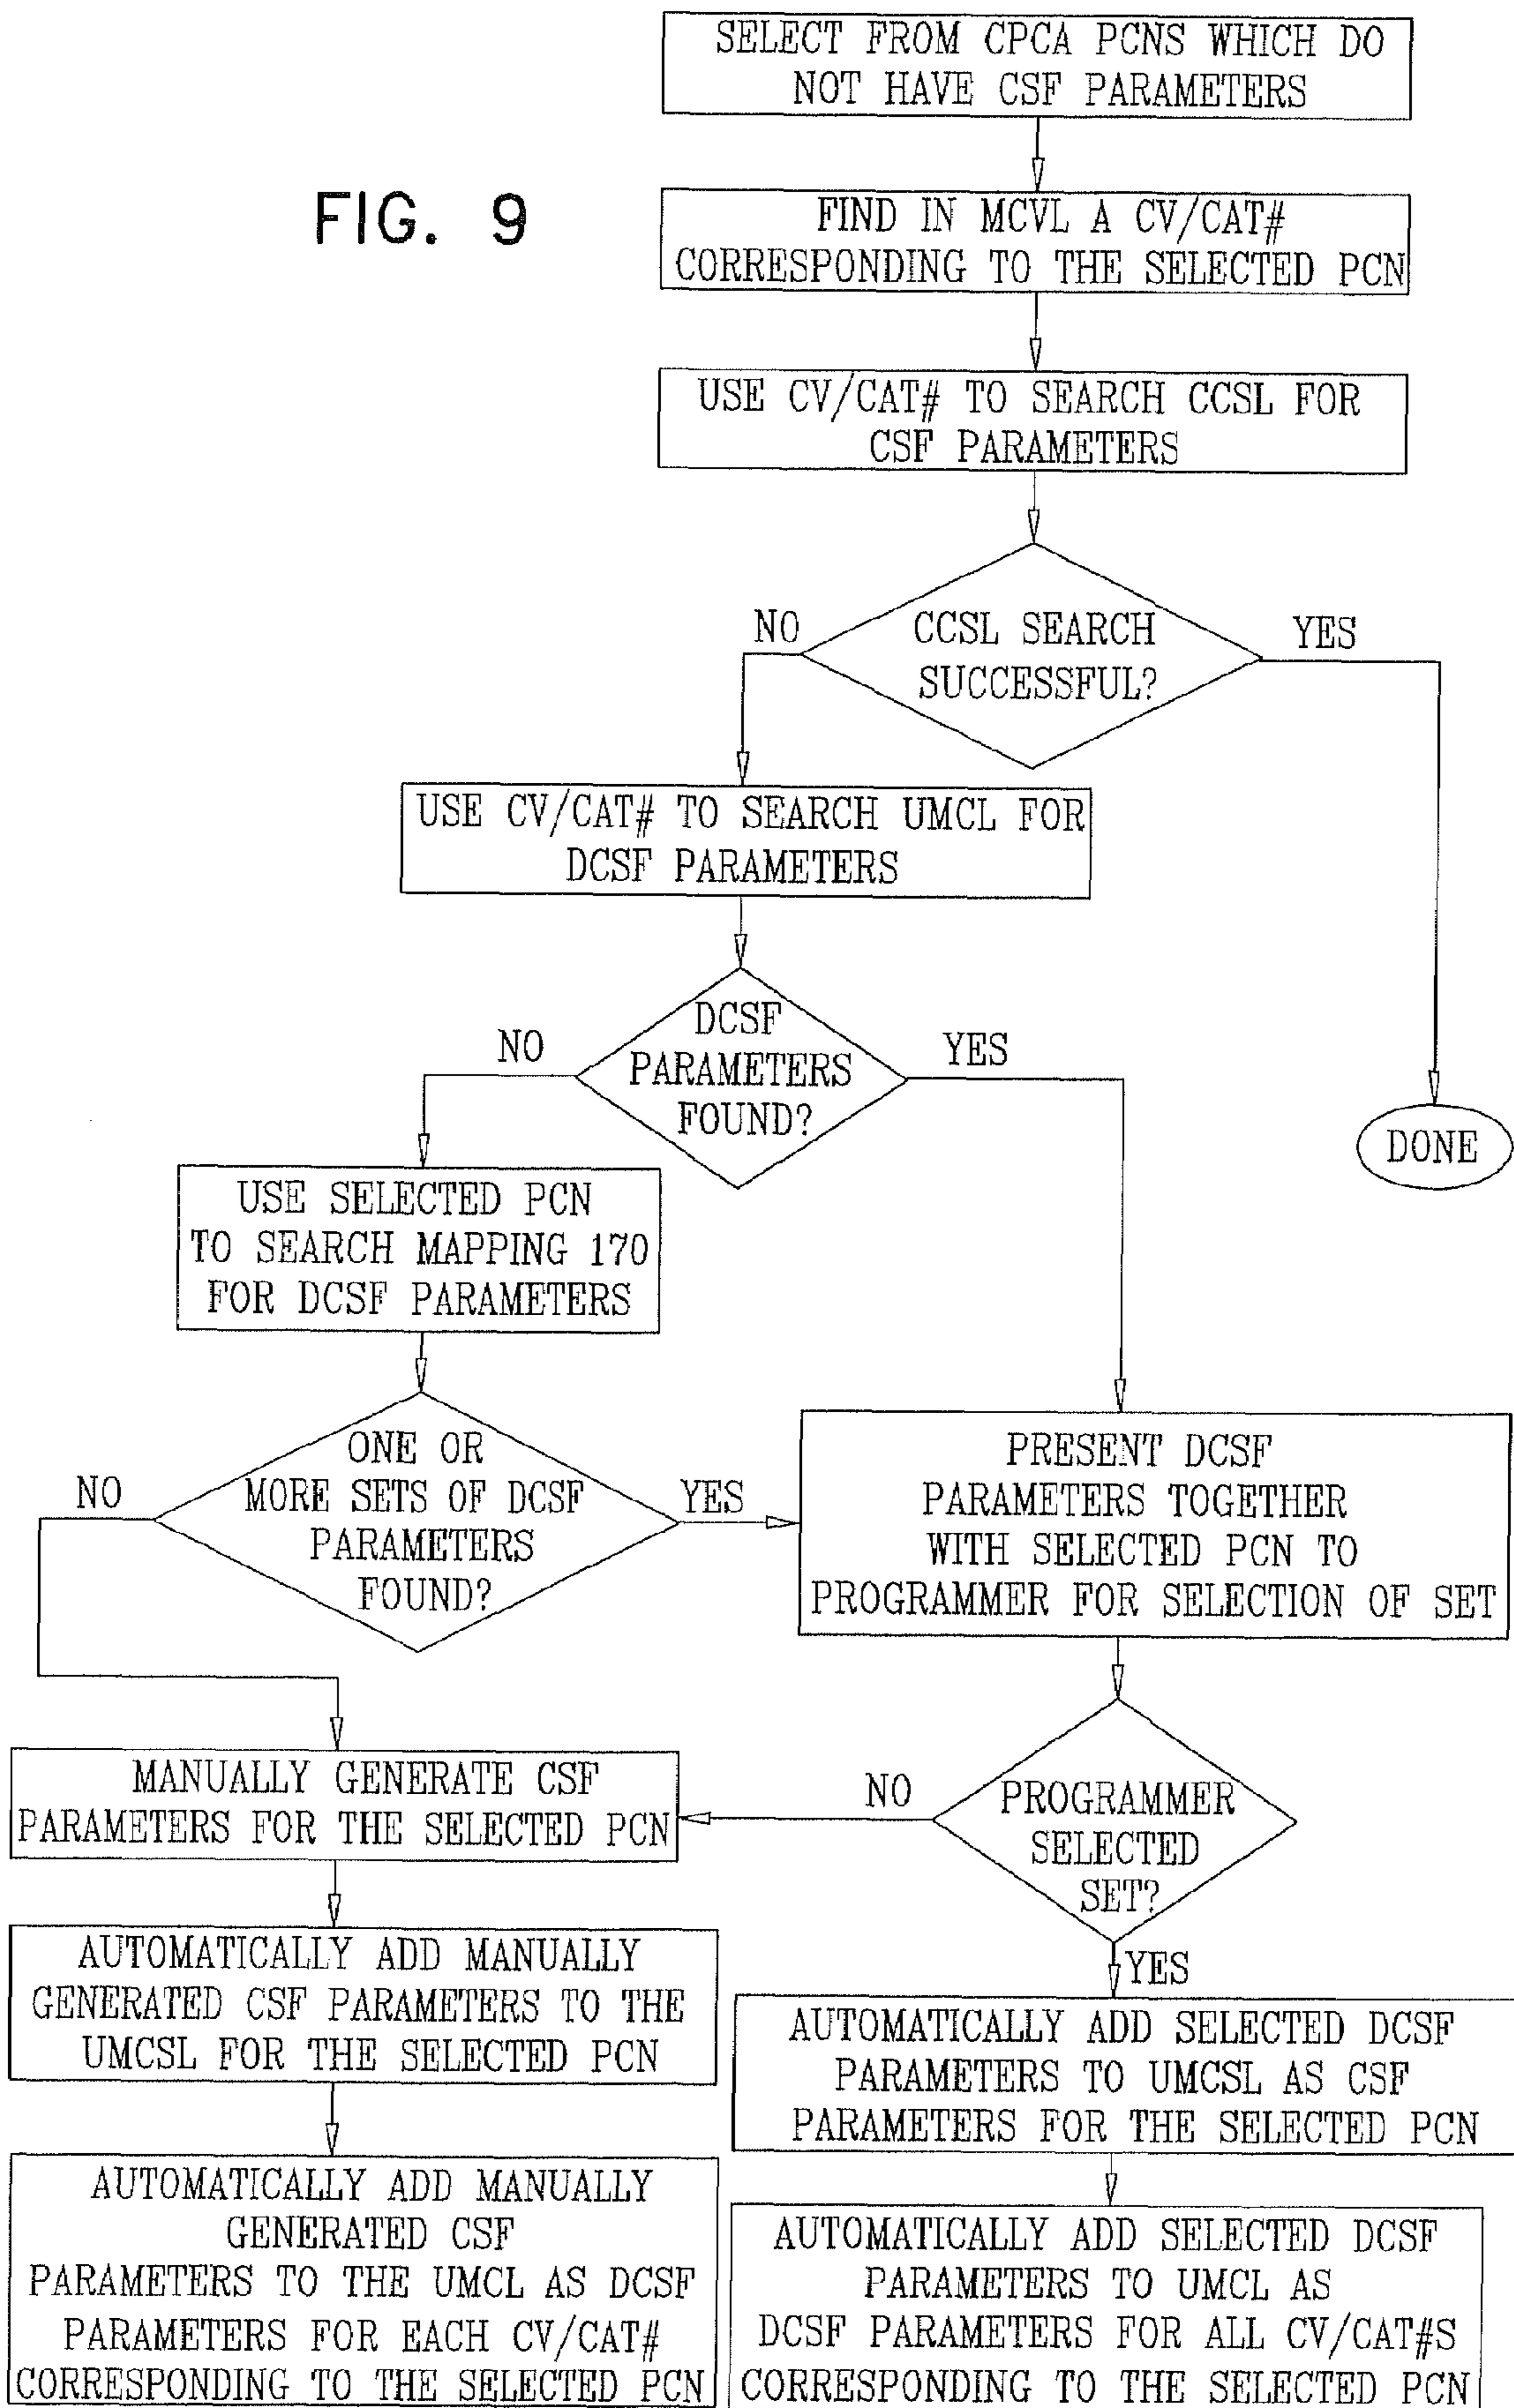 SELECT FROM CPCA PCNS WHICH DO
NOT HAVE CSF PARAMETERS
FIG. 9
FIND IN MCVL A CV/CAT#
CORRESPONDING TO THE SELECTED PCN
USE CV/CAT# TO SEARCH CCSL FOR
CSF PARAMETERS
NO
CCSL SEARCH
SUCCESSFUL?
YES
USE CV/CAT# TO SEARCH UMCL FOR
DCSF PARAMETERS
NO
DCSF
PARAMETERS
FOUND?
YES
DONE
USE SELECTED PCN
TO SEARCH MAPPING 170
FOR DCSF PARAMETERS
NO
ONE OR
MORE SETS OF DCSF
PARAMETERS
FOUND?
YES
PRESENT DCSF
PARAMETERS TOGETHER
WITH SELECTED PCN TO
PROGRAMMER FOR SELECTION OF SET
MANUALLY GENERATE CSF
PARAMETERS FOR THE SELECTED PCN
NO
PROGRAMMER
SELECTED
SET?
YES
AUTOMATICALLY ADD MANUALLY
GENERATED CSF PARAMETERS TO THE
UMCSL FOR THE SELECTED PCN
AUTOMATICALLY ADD SELECTED DCSF
PARAMETERS TO UMCSL AS CSF
PARAMETERS FOR THE SELECTED PCN
AUTOMATICALLY ADD MANUALLY
GENERATED CSF
PARAMETERS TO THE UMCL AS DCSF
PARAMETERS FOR EACH CV/CAT#
CORRESPONDING TO THE SELECTED PCN
AUTOMATICALLY ADD SELECTED DCSF
PARAMETERS TO UMCL AS
DCSF PARAMETERS FOR ALL CV/CAT#S
CORRESPONDING TO THE SELECTED PCN